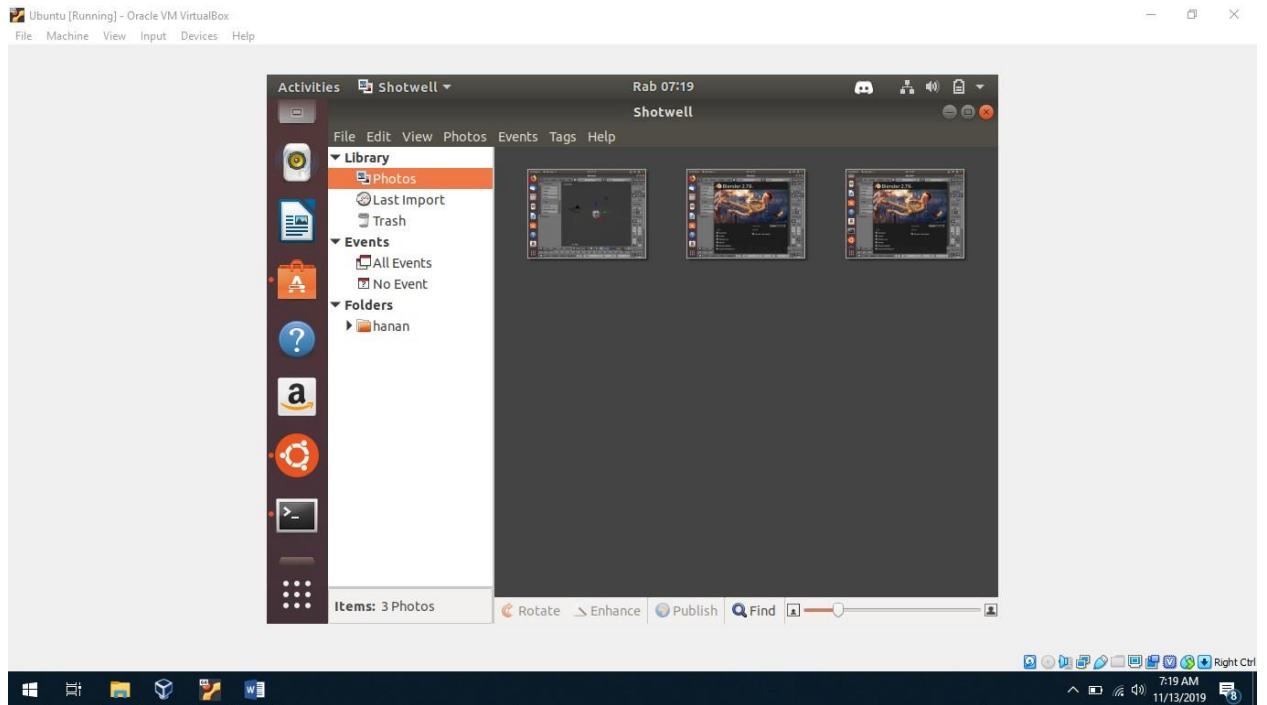 Ubuntu [Running] - Oracle VM VirtualBox
File Machine View Input Devices Help
Activities Shotwell Rab 07:19
Shotwell
File Edit View Photos Events Tags Help
Library
Photos
Last Import
Trash
Events
All Events
No Event
Folders
hanan
Items: 3 Photos
Rotate Enhance Publish Find
Right Ctrl
7:19 AM
11/13/2019
8